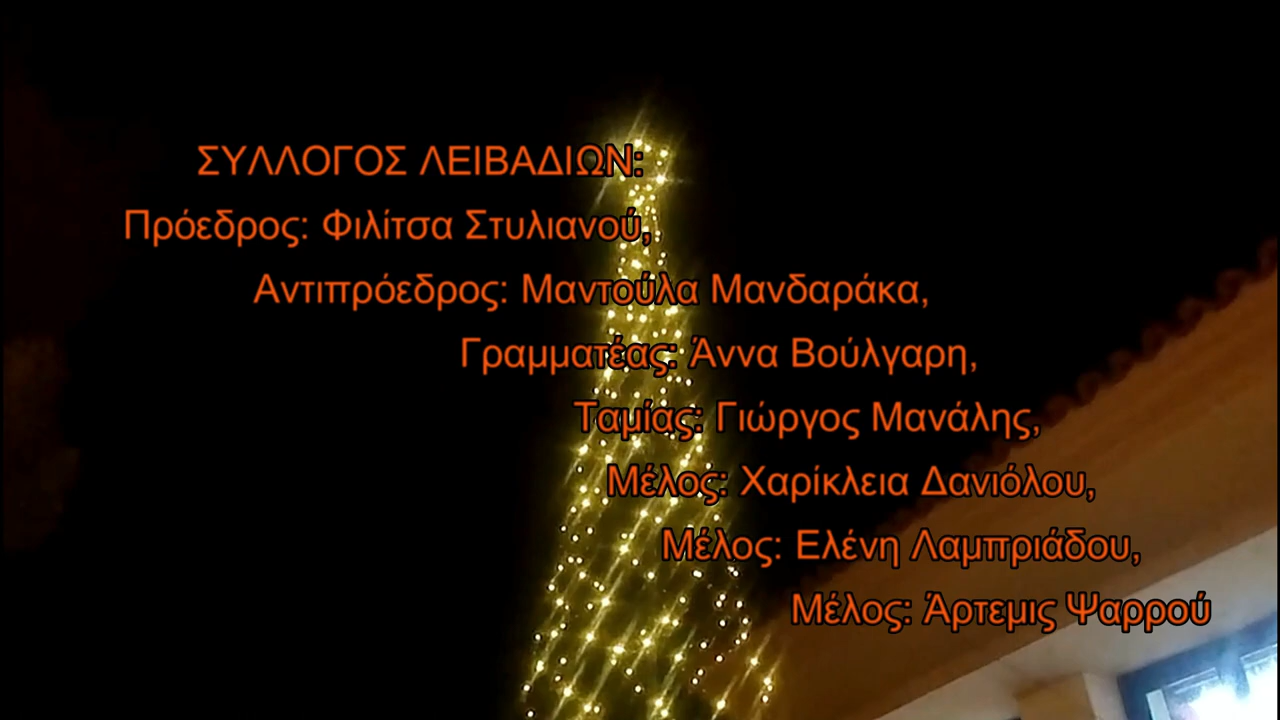 ΣΥΛΛΟΓΟΣ ΛΕΙΒΑΔΙΩΝ:
Πρόεδρος: Φιλίτσα Στυλιανού,
Αντιπρόεδρος: Μαντούλα Μανδαράκα,
Γραμματέας: Άννα Βούλγαρη,
Ταμίας: Γιώργος Μανάλης,
Μέλος: Χαρίκλεια Δανιόλου,
Μέλος: Ελένη Λαμπριάδου,
Μέλος: Άρτεμις Ψαρρού